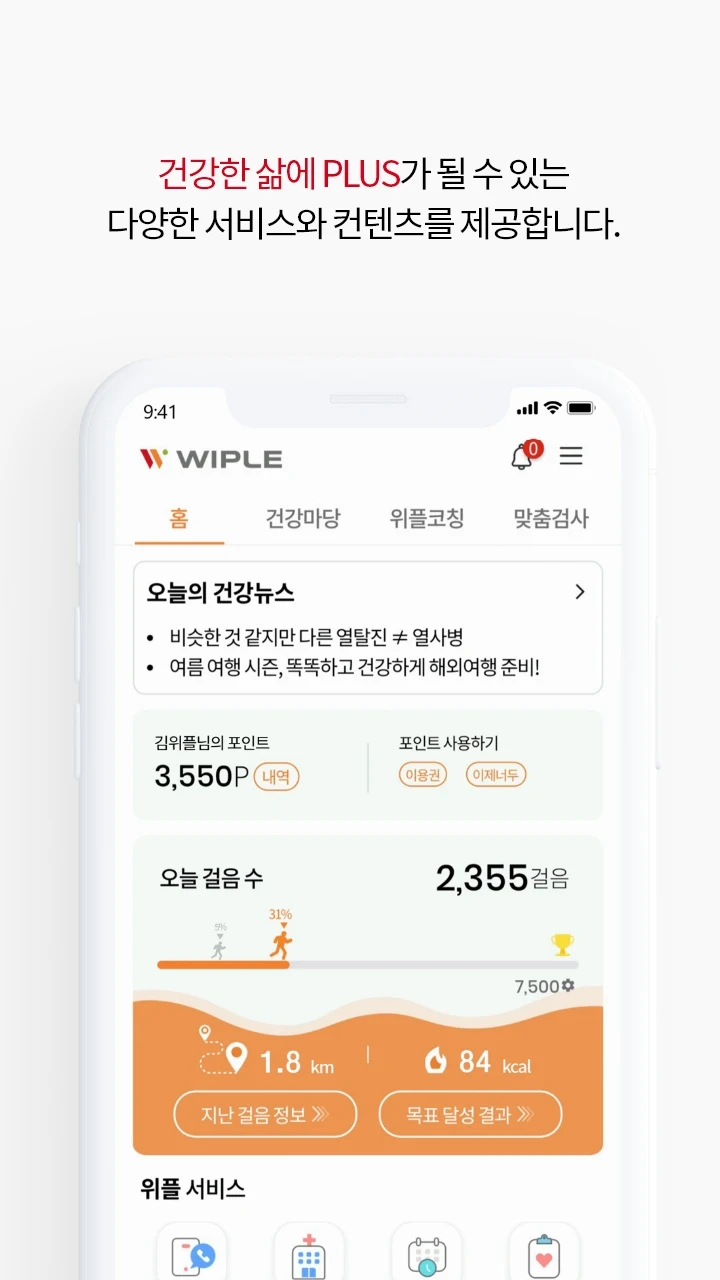 건강한 삶에 PLUS가 될 수 있는
다양한 서비스와 컨텐츠를 제공합니다.
9:41
WIPLE
0
홈 건강마당 위플코칭 맞춤검사
오늘의 건강뉴스
• 비슷한 것 같지만 다른 열탈진 ≠ 열사병
• 여름 여행 시즌, 똑똑하고 건강하게 해외여행 준비!
김위플님의 포인트
3,550P 내역
포인트 사용하기
이용권 이제너두
오늘 걸음 수 2,355걸음
9% 31%
7,500
1.8 km 84 kcal
지난 걸음 정보 목표 달성 결과
위플 서비스